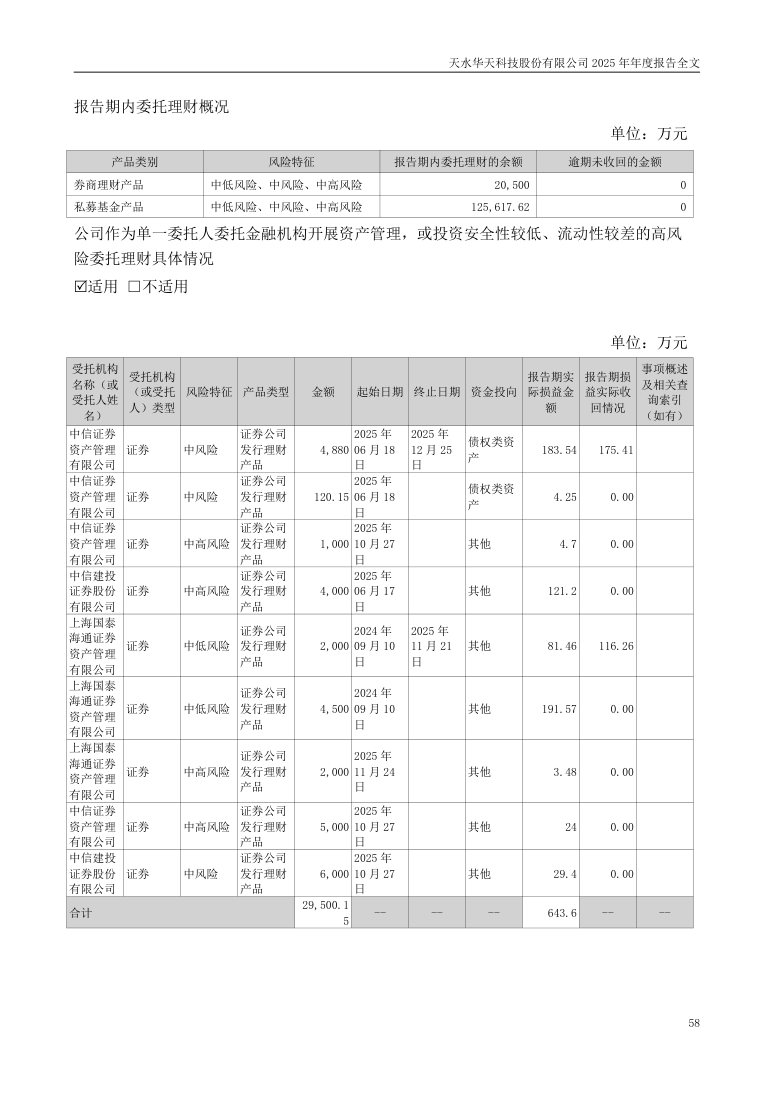 天水华天科技股份有限公司 2025 年年度报告全文
报告期内委托理财概况
单位：万元
产品类别 风险特征 报告期内委托理财的余额 逾期未收回的金额
券商理财产品 中低风险、中风险、中高风险 20,500 0
私募基金产品 中低风险、中风险、中高风险 125,617.62 0
公司作为单一委托人委托金融机构开展资产管理，或投资安全性较低、流动性较差的高风
险委托理财具体情况
☑适用 □不适用
单位：万元
受托机构名称（或受托人姓名） 受托机构（或受托人）类型 风险特征 产品类型 金额 起始日期 终止日期 资金投向 报告期实际损益金额 报告期损益实际收回情况 事项概述及相关查询索引（如有）
中信证券资产管理有限公司 证券 中风险 证券公司发行理财产品 4,880 2025 年 06 月 18 日 2025 年 12 月 25 日 债权类资产 183.54 175.41
中信证券资产管理有限公司 证券 中风险 证券公司发行理财产品 120.15 2025 年 06 月 18 日 债权类资产 4.25 0.00
中信证券资产管理有限公司 证券 中高风险 证券公司发行理财产品 1,000 2025 年 10 月 27 日 其他 4.7 0.00
中信建投证券股份有限公司 证券 中高风险 证券公司发行理财产品 4,000 2025 年 06 月 17 日 其他 121.2 0.00
上海国泰海通证券资产管理有限公司 证券 中低风险 证券公司发行理财产品 2,000 2024 年 09 月 10 日 2025 年 11 月 21 日 其他 81.46 116.26
上海国泰海通证券资产管理有限公司 证券 中低风险 证券公司发行理财产品 4,500 2024 年 09 月 10 日 其他 191.57 0.00
上海国泰海通证券资产管理有限公司 证券 中高风险 证券公司发行理财产品 2,000 2025 年 11 月 24 日 其他 3.48 0.00
中信证券资产管理有限公司 证券 中高风险 证券公司发行理财产品 5,000 2025 年 10 月 27 日 其他 24 0.00
中信建投证券股份有限公司 证券 中风险 证券公司发行理财产品 6,000 2025 年 10 月 27 日 其他 29.4 0.00
合计 29,500.15 -- -- -- 643.6 -- --
58